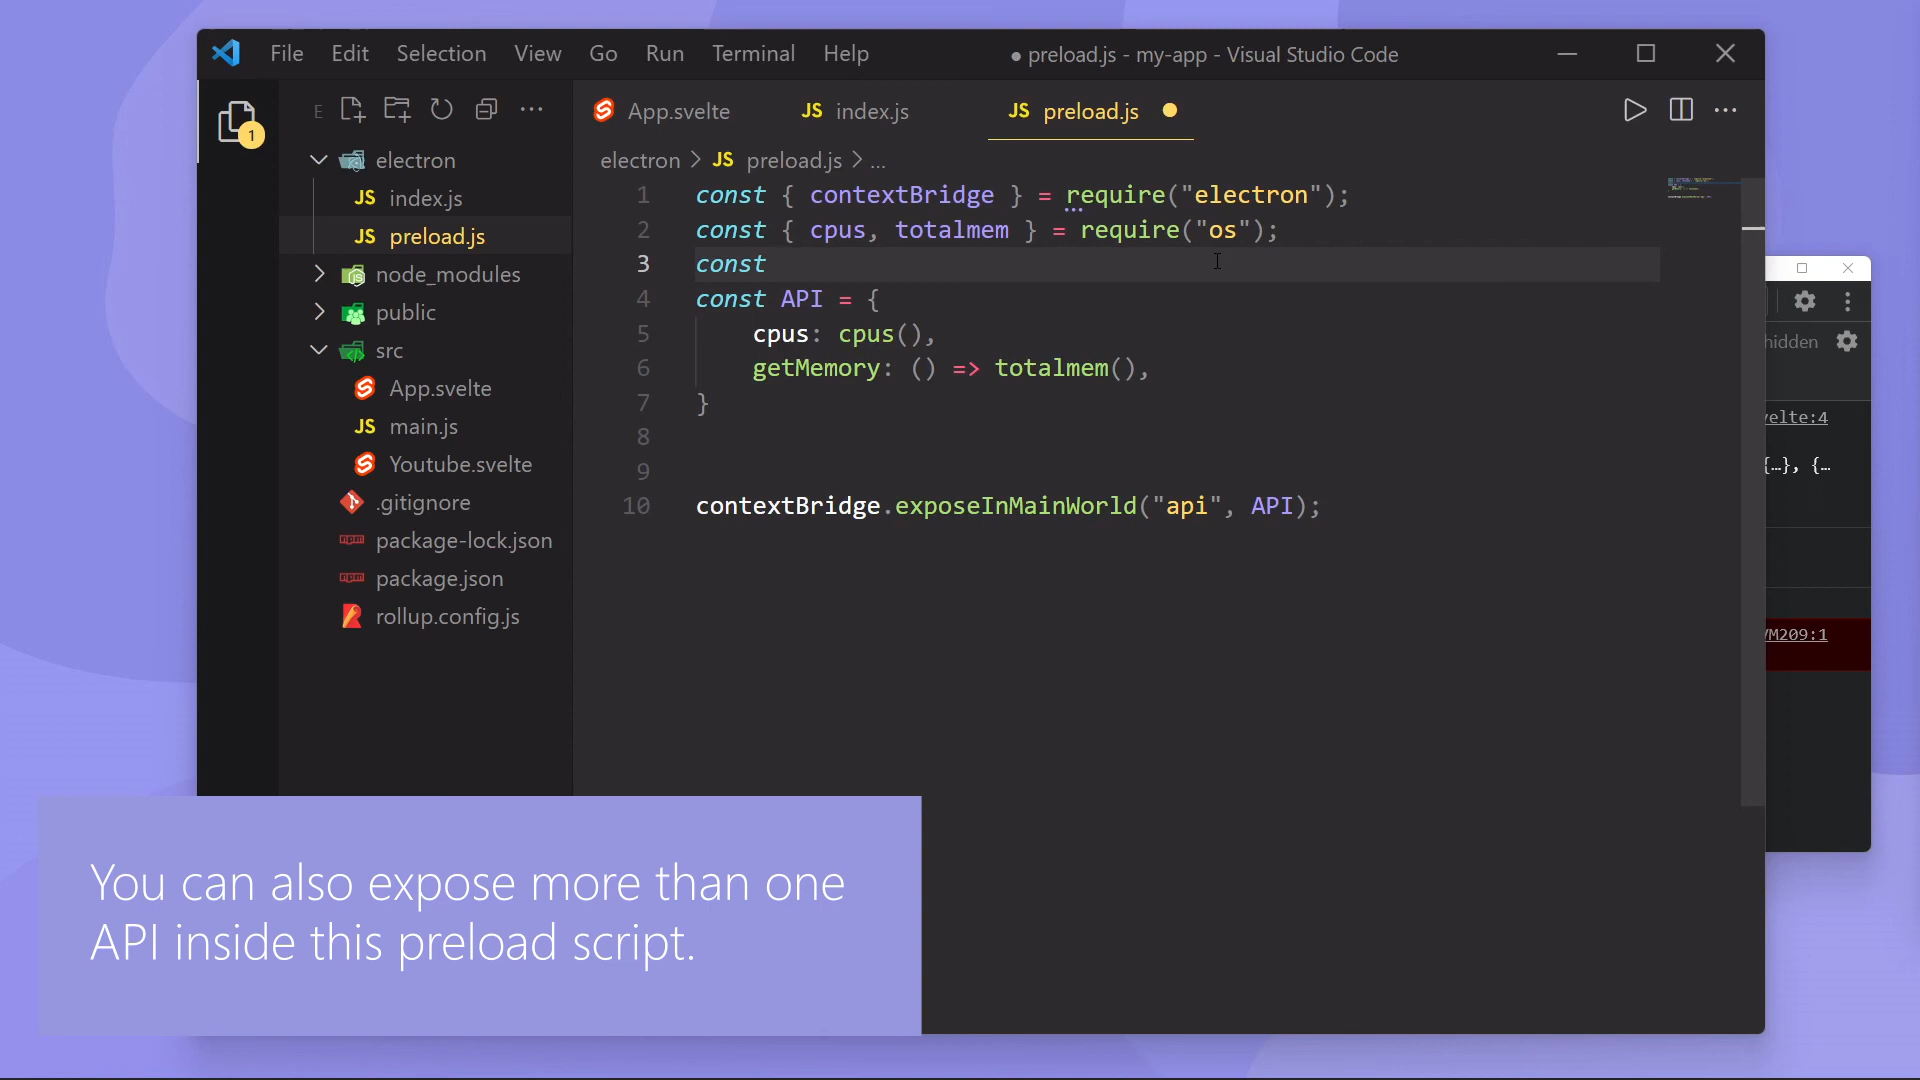 File Edit Selection View Go Run Terminal Help
● preload.js - my-app - Visual Studio Code
1
E
App.svelte
JS index.js
JS preload.js
electron > JS preload.js > ...
electron
JS index.js
JS preload.js
node_modules
public
src
App.svelte
JS main.js
Youtube.svelte
.gitignore
package-lock.json
package.json
rollup.config.js
1 const { contextBridge } = require("electron");
2 const { cpus, totalmem } = require("os");
3 const
4 const API = {
5 cpus: cpus(),
6 getMemory: () => totalmem(),
7 }
8
9
10 contextBridge.exposeInMainWorld("api", API);
hidden
velte:4
{…}, {…
VM209:1
You can also expose more than one
API inside this preload script.